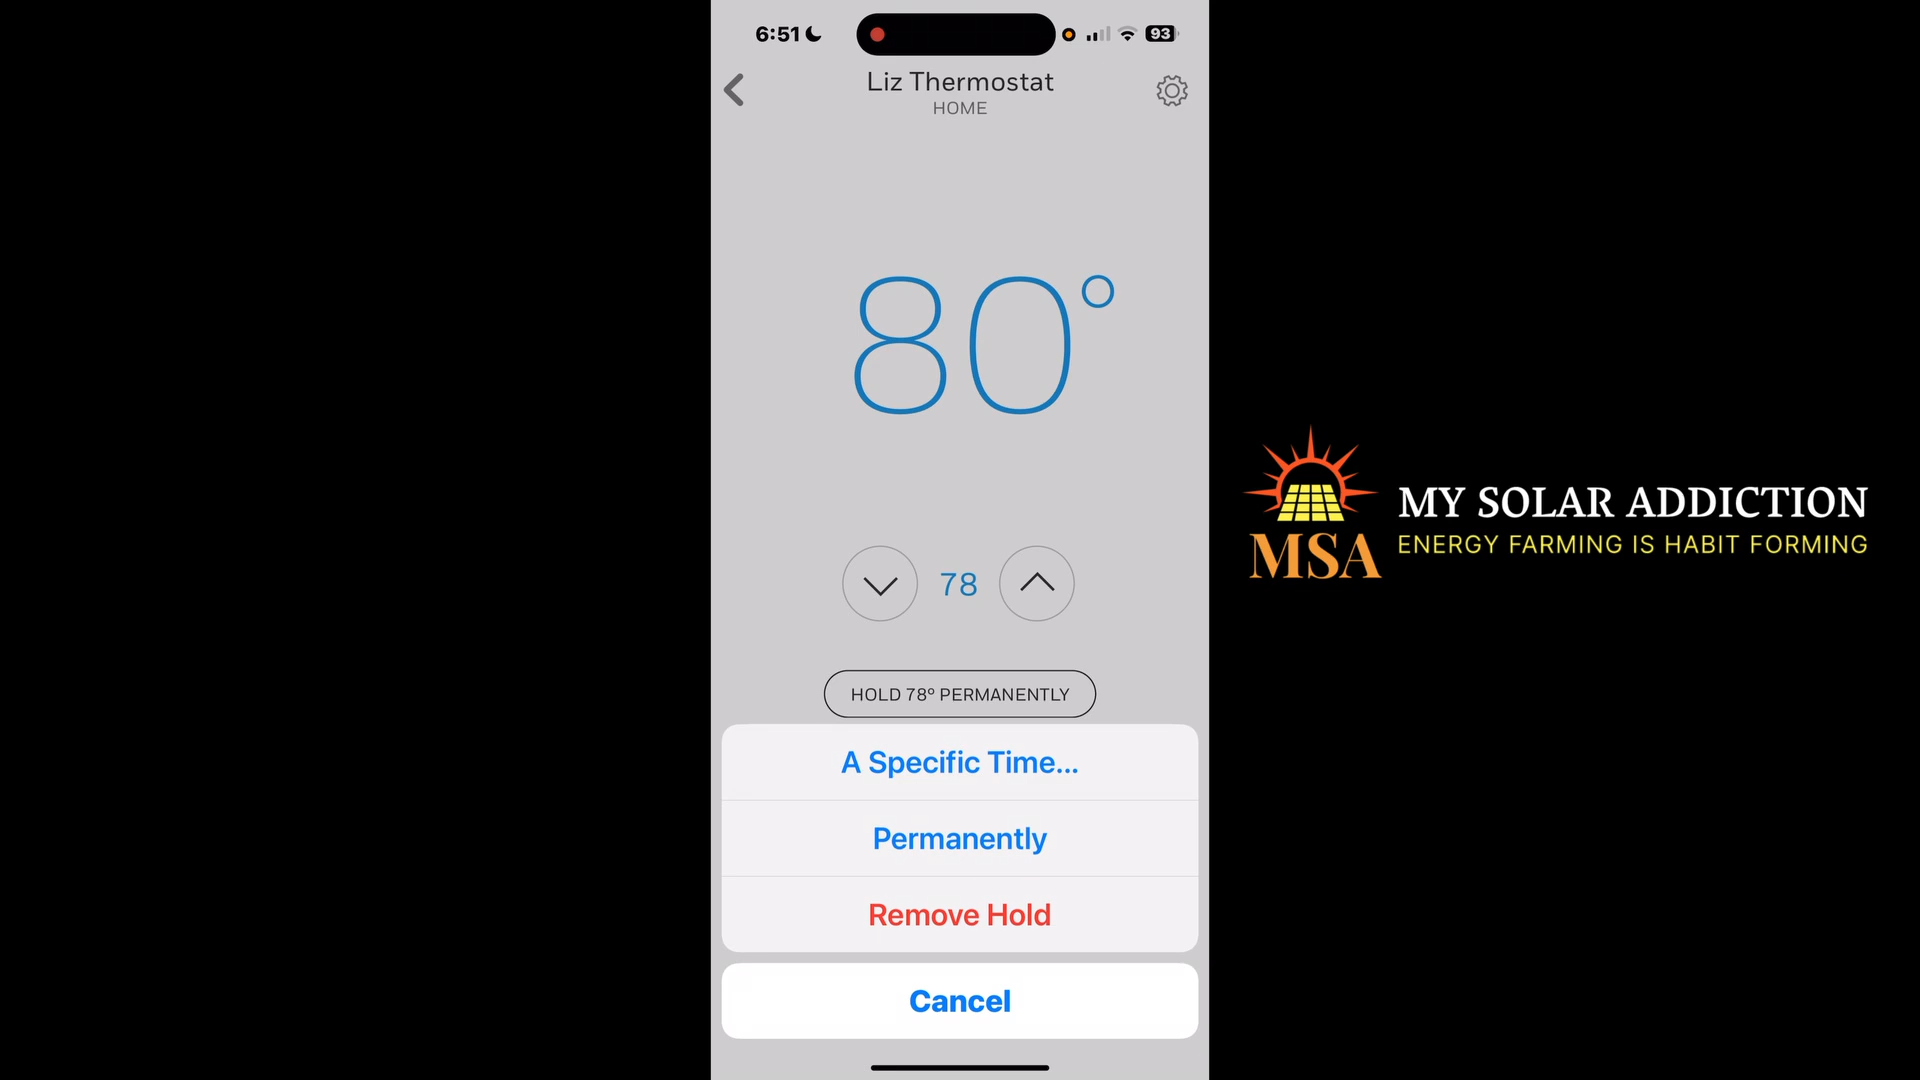 6:51
93
Liz Thermostat
HOME
80°
78
HOLD 78° PERMANENTLY
A Specific Time...
Permanently
Remove Hold
Cancel
MSA
MY SOLAR ADDICTION
ENERGY FARMING IS HABIT FORMING